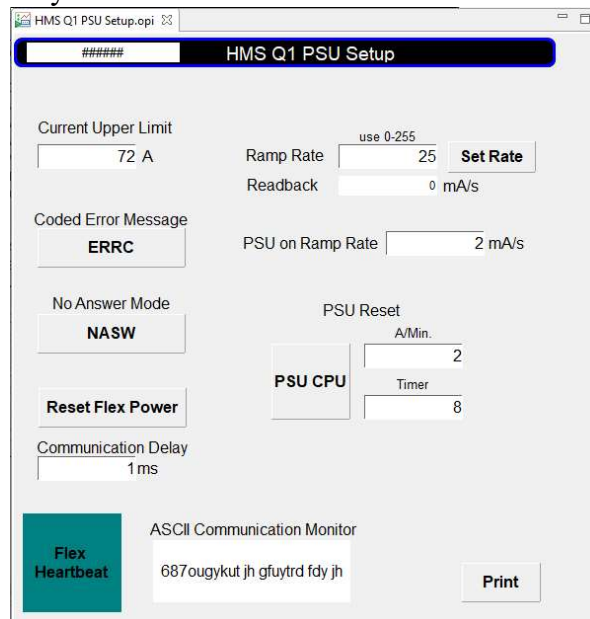 HMS Q1 PSU Setup.opi
###### HMS Q1 PSU Setup
Current Upper Limit
72 A
use 0-255
Ramp Rate 25 Set Rate
Readback 0 mA/s
Coded Error Message
ERRC
PSU on Ramp Rate 2 mA/s
No Answer Mode
NASW
PSU Reset
A/Min.
2
PSU CPU
Timer
8
Reset Flex Power
Communication Delay
1 ms
Flex
Heartbeat
ASCII Communication Monitor
687ougykut jh gfuytrd fdy jh
Print